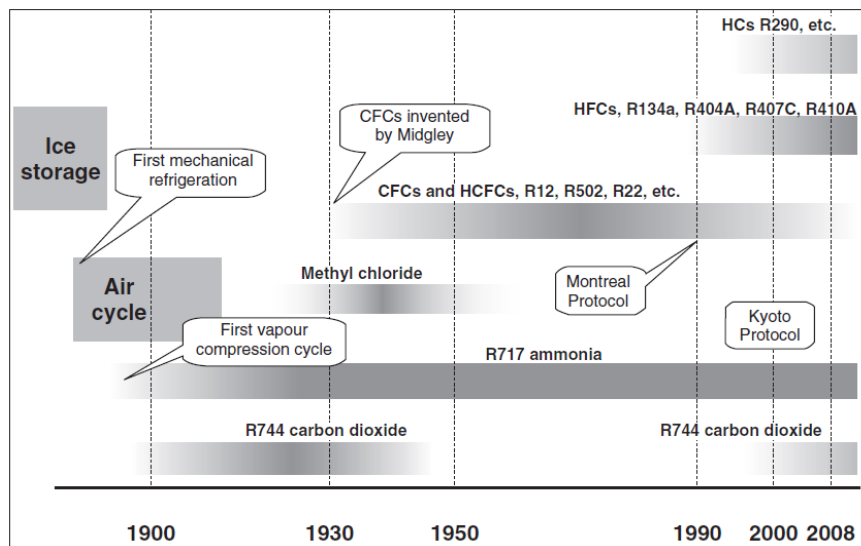 HCs R290, etc.
HFCs, R134a, R404A, R407C, R410A
CFCs invented
by Midgley
Ice
storage
First mechanical
refrigeration
CFCs and HCFCs, R12, R502, R22, etc.
Methyl chloride
Montreal
Protocol
Air
cycle
Kyoto
Protocol
First vapour
compression cycle
R717 ammonia
R744 carbon dioxide
R744 carbon dioxide
1900
1930
1950
1990
2000
2008